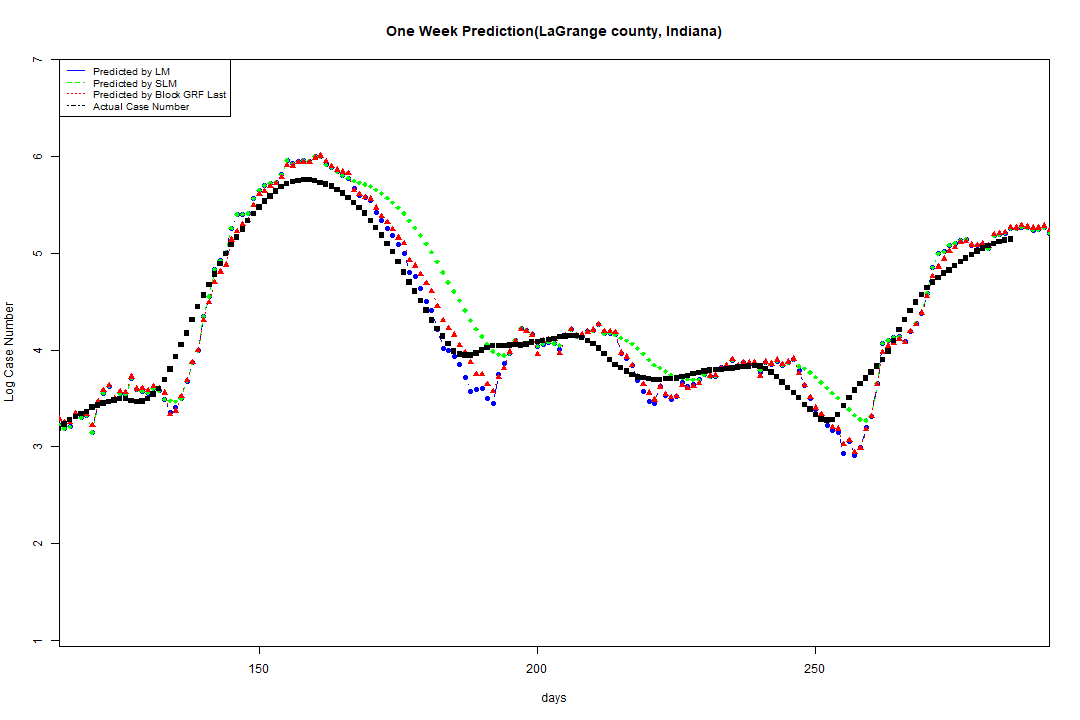 One Week Prediction(LaGrange county, Indiana)
Predicted by LM
Predicted by SLM
Predicted by Block GRF Last
Actual Case Number
Log Case Number
7
6
5
4
3
2
1
150 200 250
days